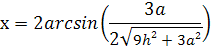 x = 2arcsin(3a / (2√(9h² + 3a²)))